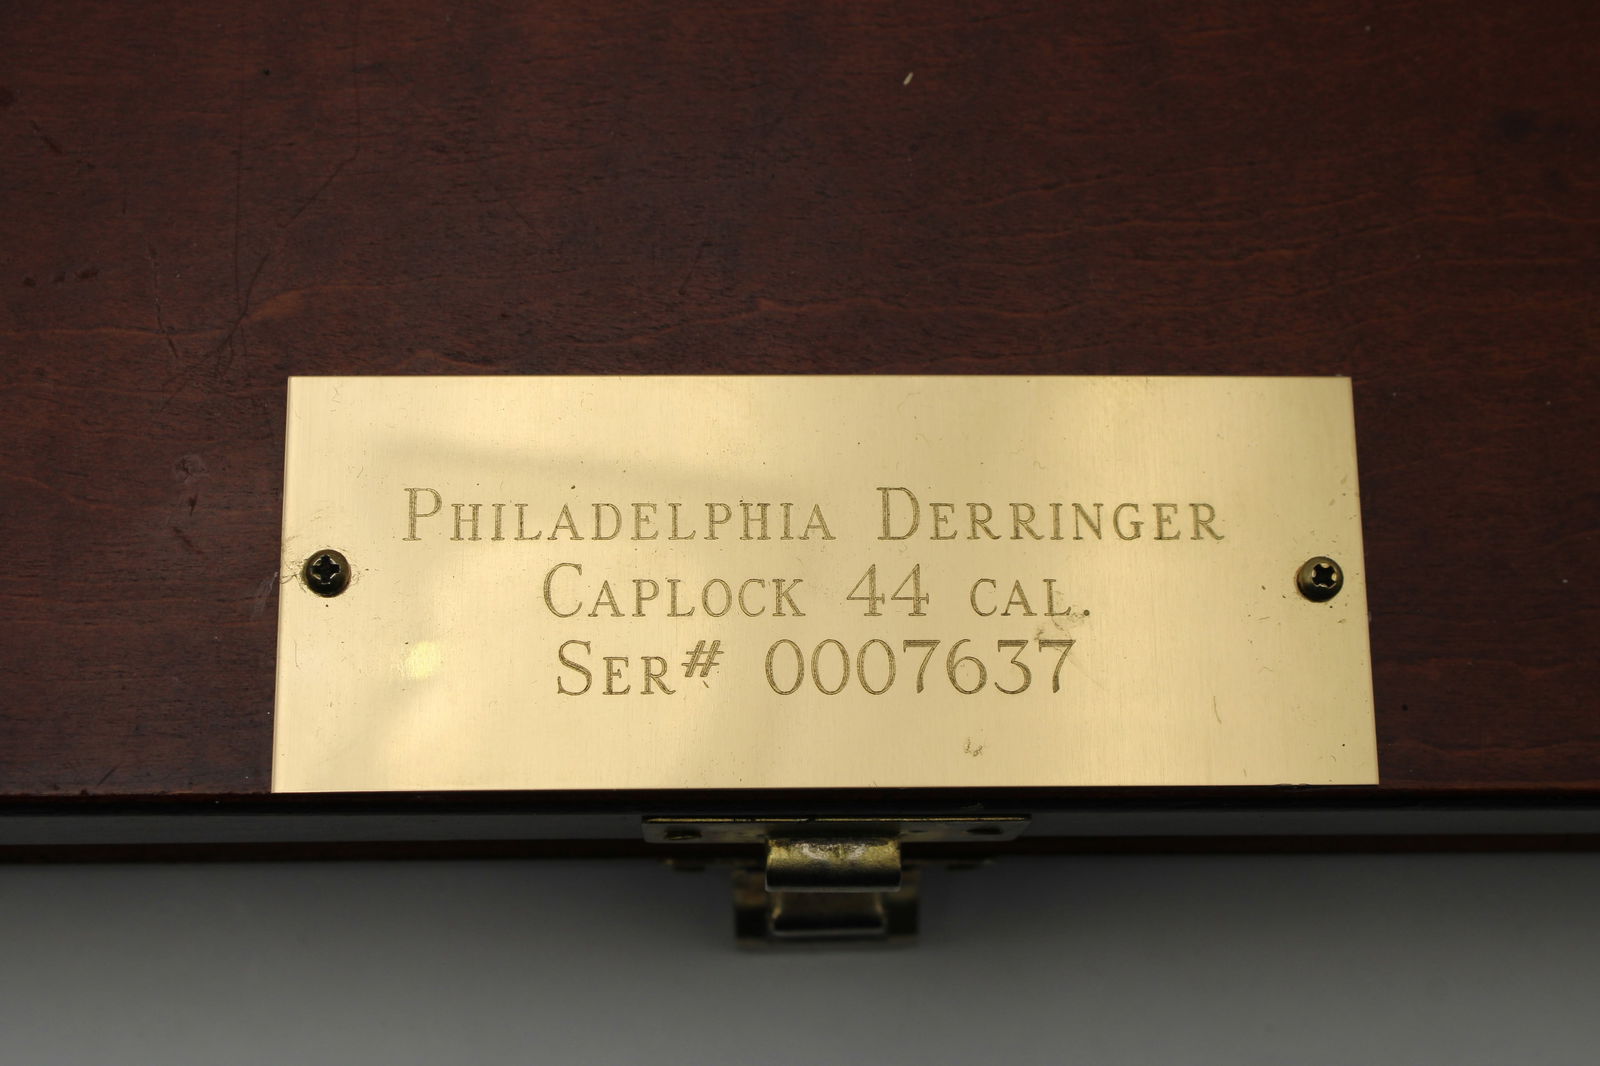 Philadelphia Derringer
Caplock 44 cal.
Ser# 0007637